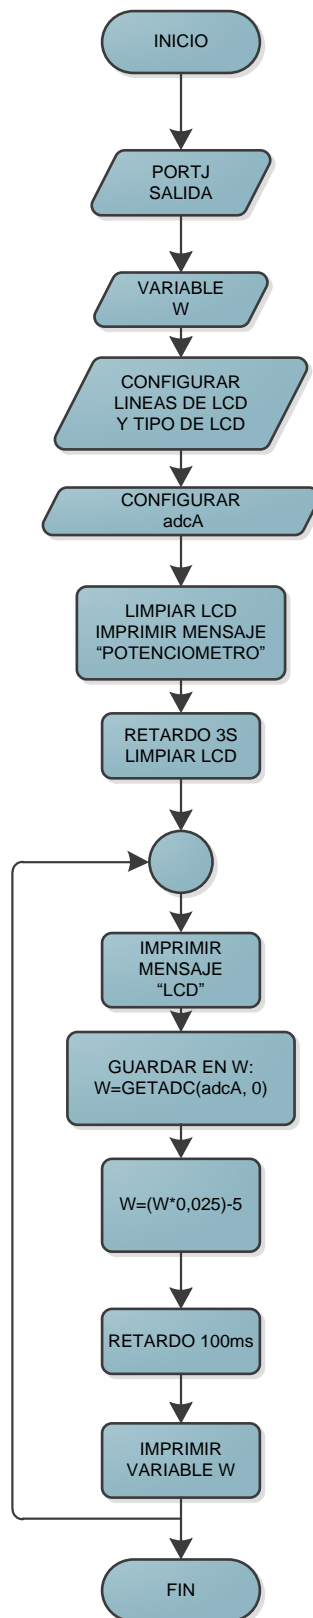 INICIO
PORTJ
SALIDA
VARIABLE
W
CONFIGURAR
LINEAS DE LCD
Y TIPO DE LCD
CONFIGURAR
adcA
LIMPIAR LCD
IMPRIMIR MENSAJE
“POTENCIOMETRO”
RETARDO 3S
LIMPIAR LCD
IMPRIMIR
MENSAJE
“LCD”
GUARDAR EN W:
W=GETADC(adcA, 0)
W=(W*0,025)-5
RETARDO 100ms
IMPRIMIR
VARIABLE W
FIN